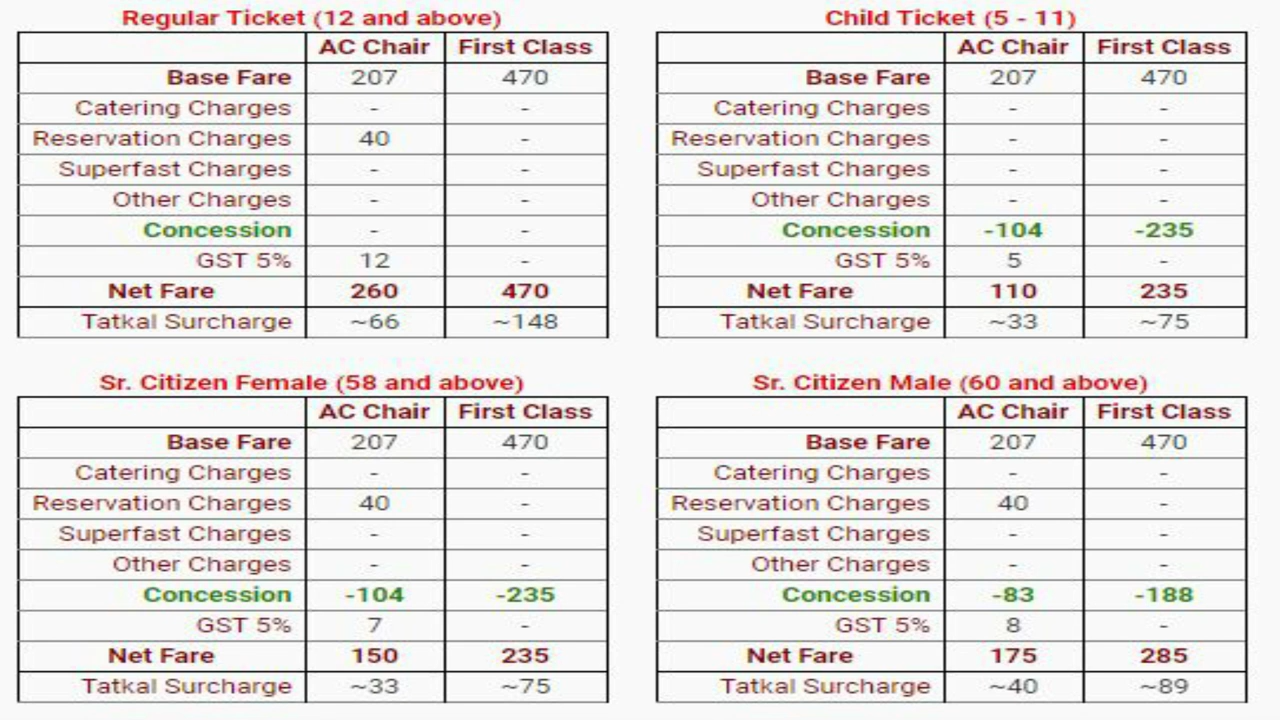 Regular Ticket (12 and above)
AC Chair First Class
Base Fare 207 470
Catering Charges - -
Reservation Charges 40 -
Superfast Charges - -
Other Charges - -
Concession - -
GST 5% 12 -
Net Fare 260 470
Tatkal Surcharge ~66 ~148
Child Ticket (5 - 11)
AC Chair First Class
Base Fare 207 470
Catering Charges - -
Reservation Charges - -
Superfast Charges - -
Other Charges - -
Concession -104 -235
GST 5% 5 -
Net Fare 110 235
Tatkal Surcharge ~33 ~75
Sr. Citizen Female (58 and above)
AC Chair First Class
Base Fare 207 470
Catering Charges - -
Reservation Charges 40 -
Superfast Charges - -
Other Charges - -
Concession -104 -235
GST 5% 7 -
Net Fare 150 235
Tatkal Surcharge ~33 ~75
Sr. Citizen Male (60 and above)
AC Chair First Class
Base Fare 207 470
Catering Charges - -
Reservation Charges 40 -
Superfast Charges - -
Other Charges - -
Concession -83 -188
GST 5% 8 -
Net Fare 175 285
Tatkal Surcharge ~40 ~89